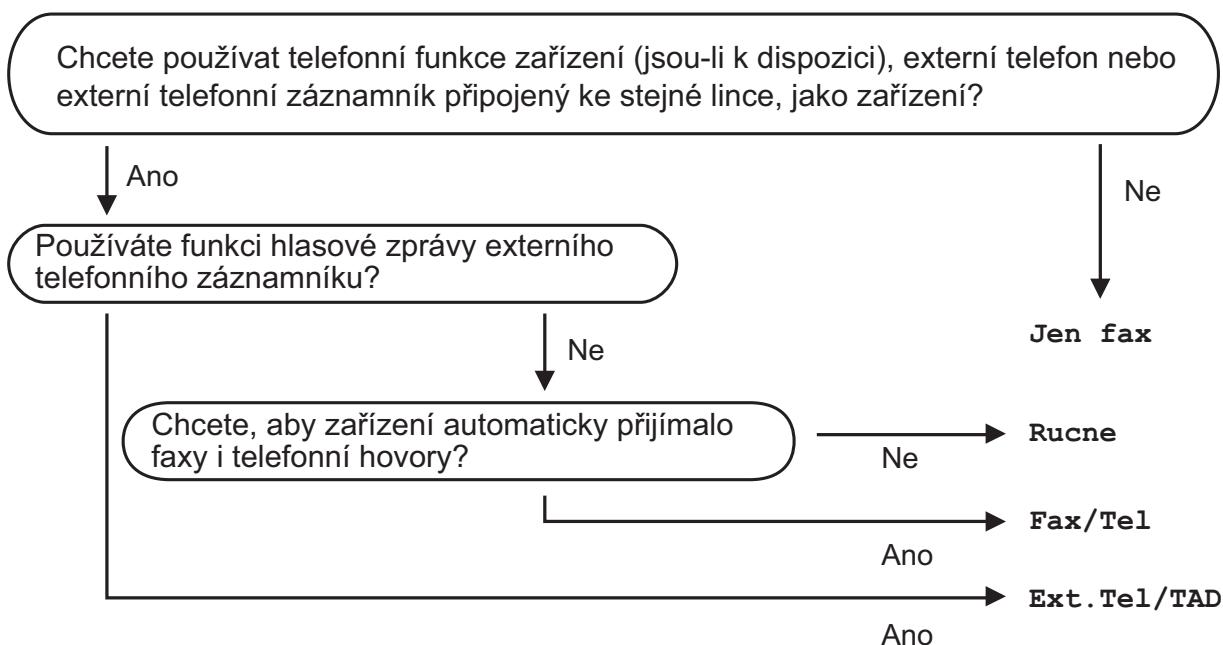 Chcete používat telefonní funkce zařízení (jsou-li k dispozici), externí telefon nebo
externí telefonní záznamník připojený ke stejné lince, jako zařízení?
Ano
Ne
Používáte funkci hlasové zprávy externího
telefonního záznamníku?
Jen fax
Ne
Chcete, aby zařízení automaticky přijímalo
faxy i telefonní hovory?
Ne
Rucne
Fax/Tel
Ano
Ext.Tel/TAD
Ano